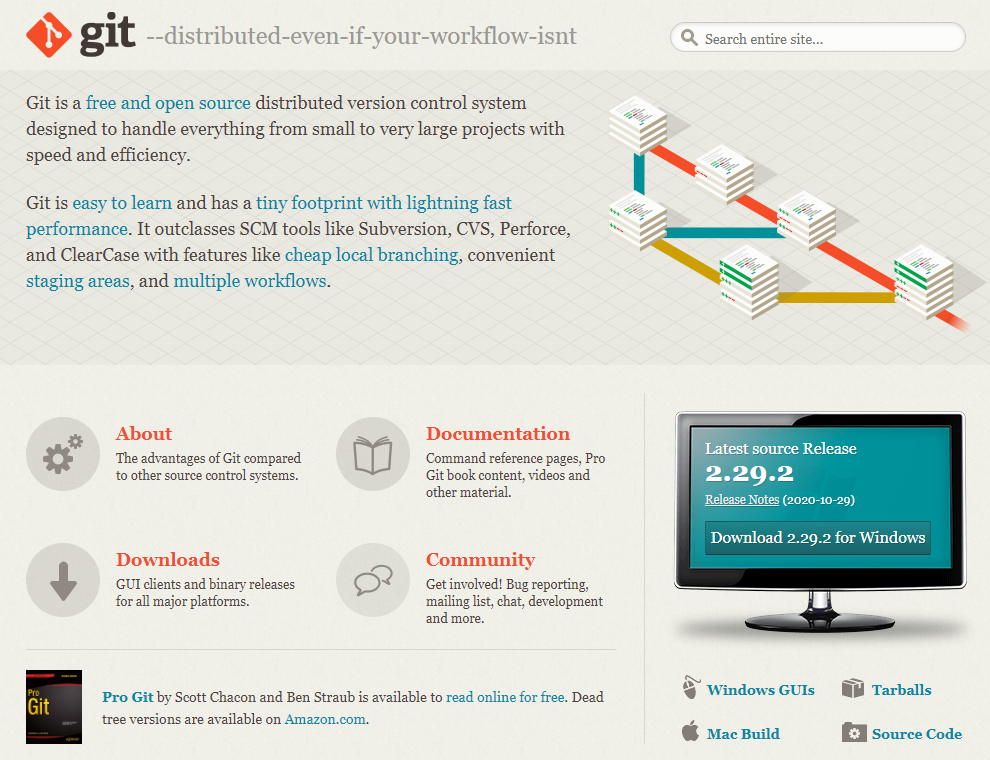 git --distributed-even-if-your-workflow-isnt
Search entire site...
Git is a free and open source distributed version control system
designed to handle everything from small to very large projects with
speed and efficiency.
Git is easy to learn and has a tiny footprint with lightning fast
performance. It outclasses SCM tools like Subversion, CVS, Perforce,
and ClearCase with features like cheap local branching, convenient
staging areas, and multiple workflows.
About
The advantages of Git compared
to other source control systems.
Documentation
Command reference pages, Pro
Git book content, videos and
other material.
Downloads
GUI clients and binary releases
for all major platforms.
Community
Get involved! Bug reporting,
mailing list, chat, development
and more.
Pro
Git
Pro Git by Scott Chacon and Ben Straub is available to read online for free. Dead
tree versions are available on Amazon.com.
Latest source Release
2.29.2
Release Notes (2020-10-29)
Download 2.29.2 for Windows
Windows GUIs
Tarballs
Mac Build
Source Code